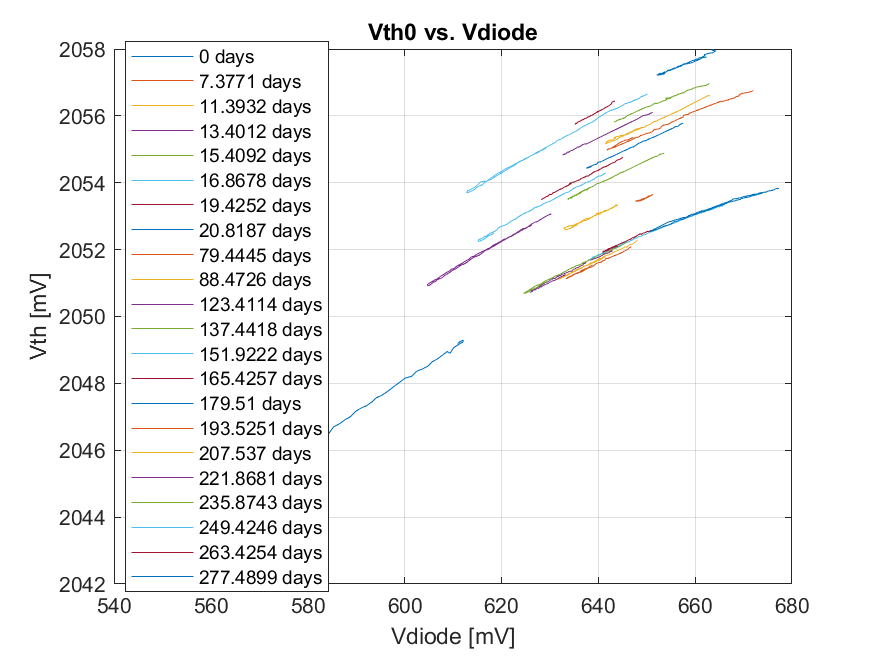 Vth0 vs. Vdiode
2058
2056
2054
2052
2050
2048
2046
2044
2042
Vth [mV]
0 days
7.3771 days
11.3932 days
13.4012 days
15.4092 days
16.8678 days
19.4252 days
20.8187 days
79.4445 days
88.4726 days
123.4114 days
137.4418 days
151.9222 days
165.4257 days
179.51 days
193.5251 days
207.537 days
221.8681 days
235.8743 days
249.4246 days
263.4254 days
277.4899 days
540 560 580 600 620 640 660 680
Vdiode [mV]